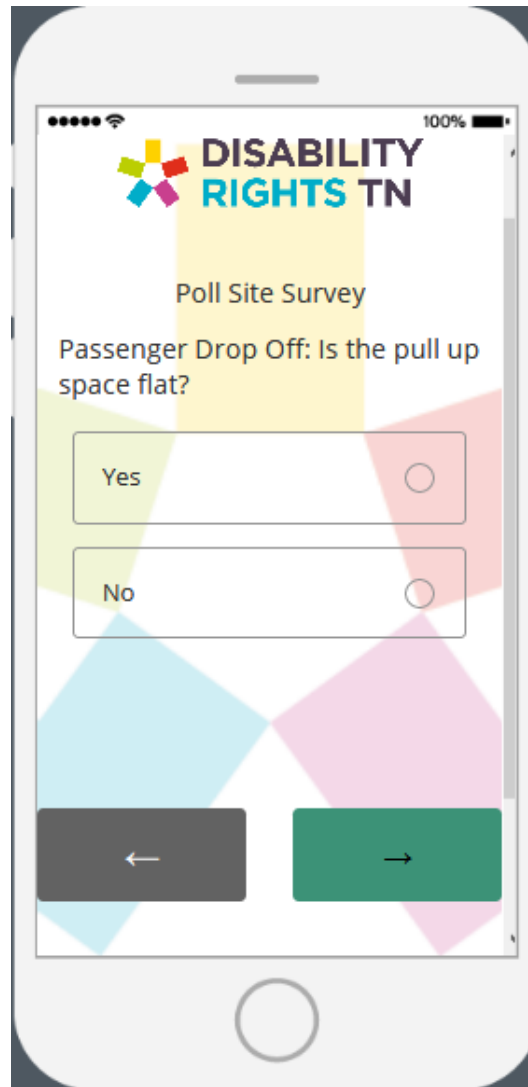 100%
DISABILITY
RIGHTS TN
Poll Site Survey
Passenger Drop Off: Is the pull up
space flat?
Yes
No
←
→